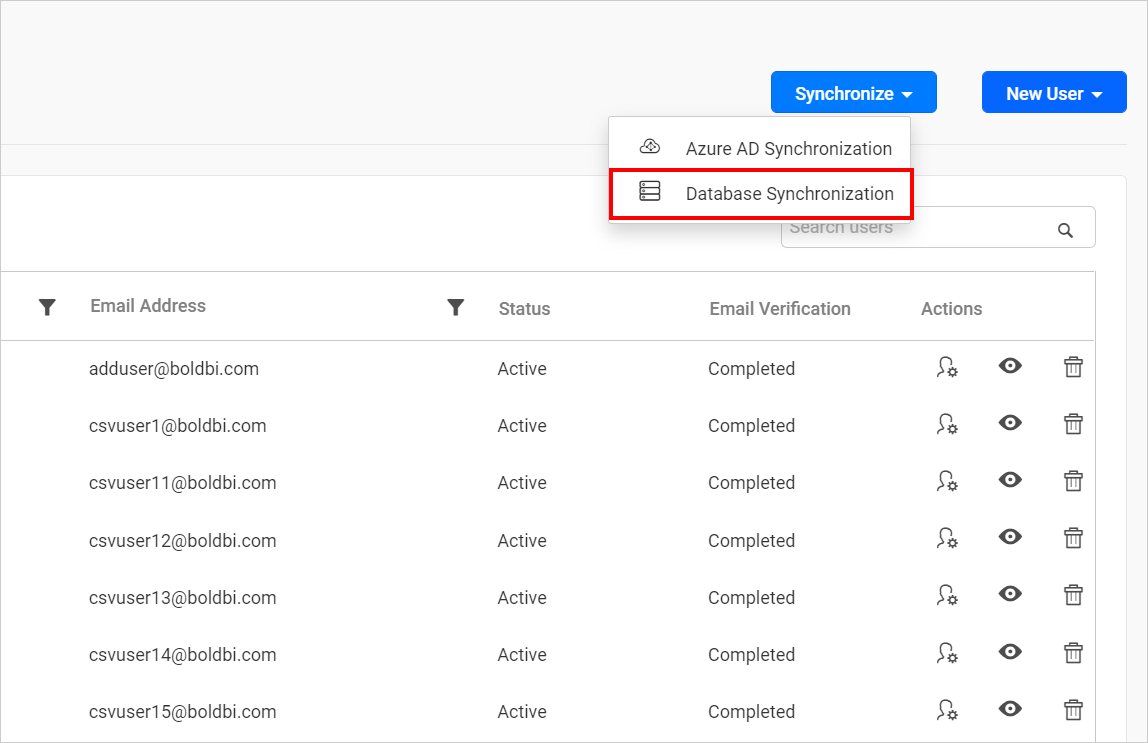 Synchronize New User
Azure AD Synchronization
Database Synchronization
Search users
Email Address Status Email Verification Actions
adduser@boldbi.com Active Completed
csvuser1@boldbi.com Active Completed
csvuser11@boldbi.com Active Completed
csvuser12@boldbi.com Active Completed
csvuser13@boldbi.com Active Completed
csvuser14@boldbi.com Active Completed
csvuser15@boldbi.com Active Completed